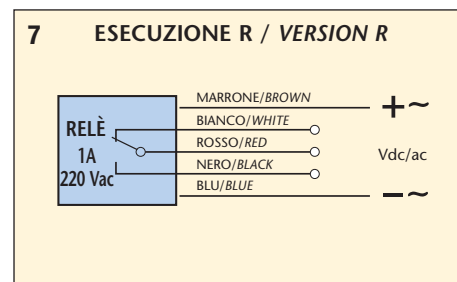 7 ESECUZIONE R / VERSION R
MARRONE/BROWN
+~
BIANCO/WHITE
RELÈ
ROSSO/RED
1A
Vdc/ac
NERO/BLACK
220 Vac
BLU/BLUE
−~